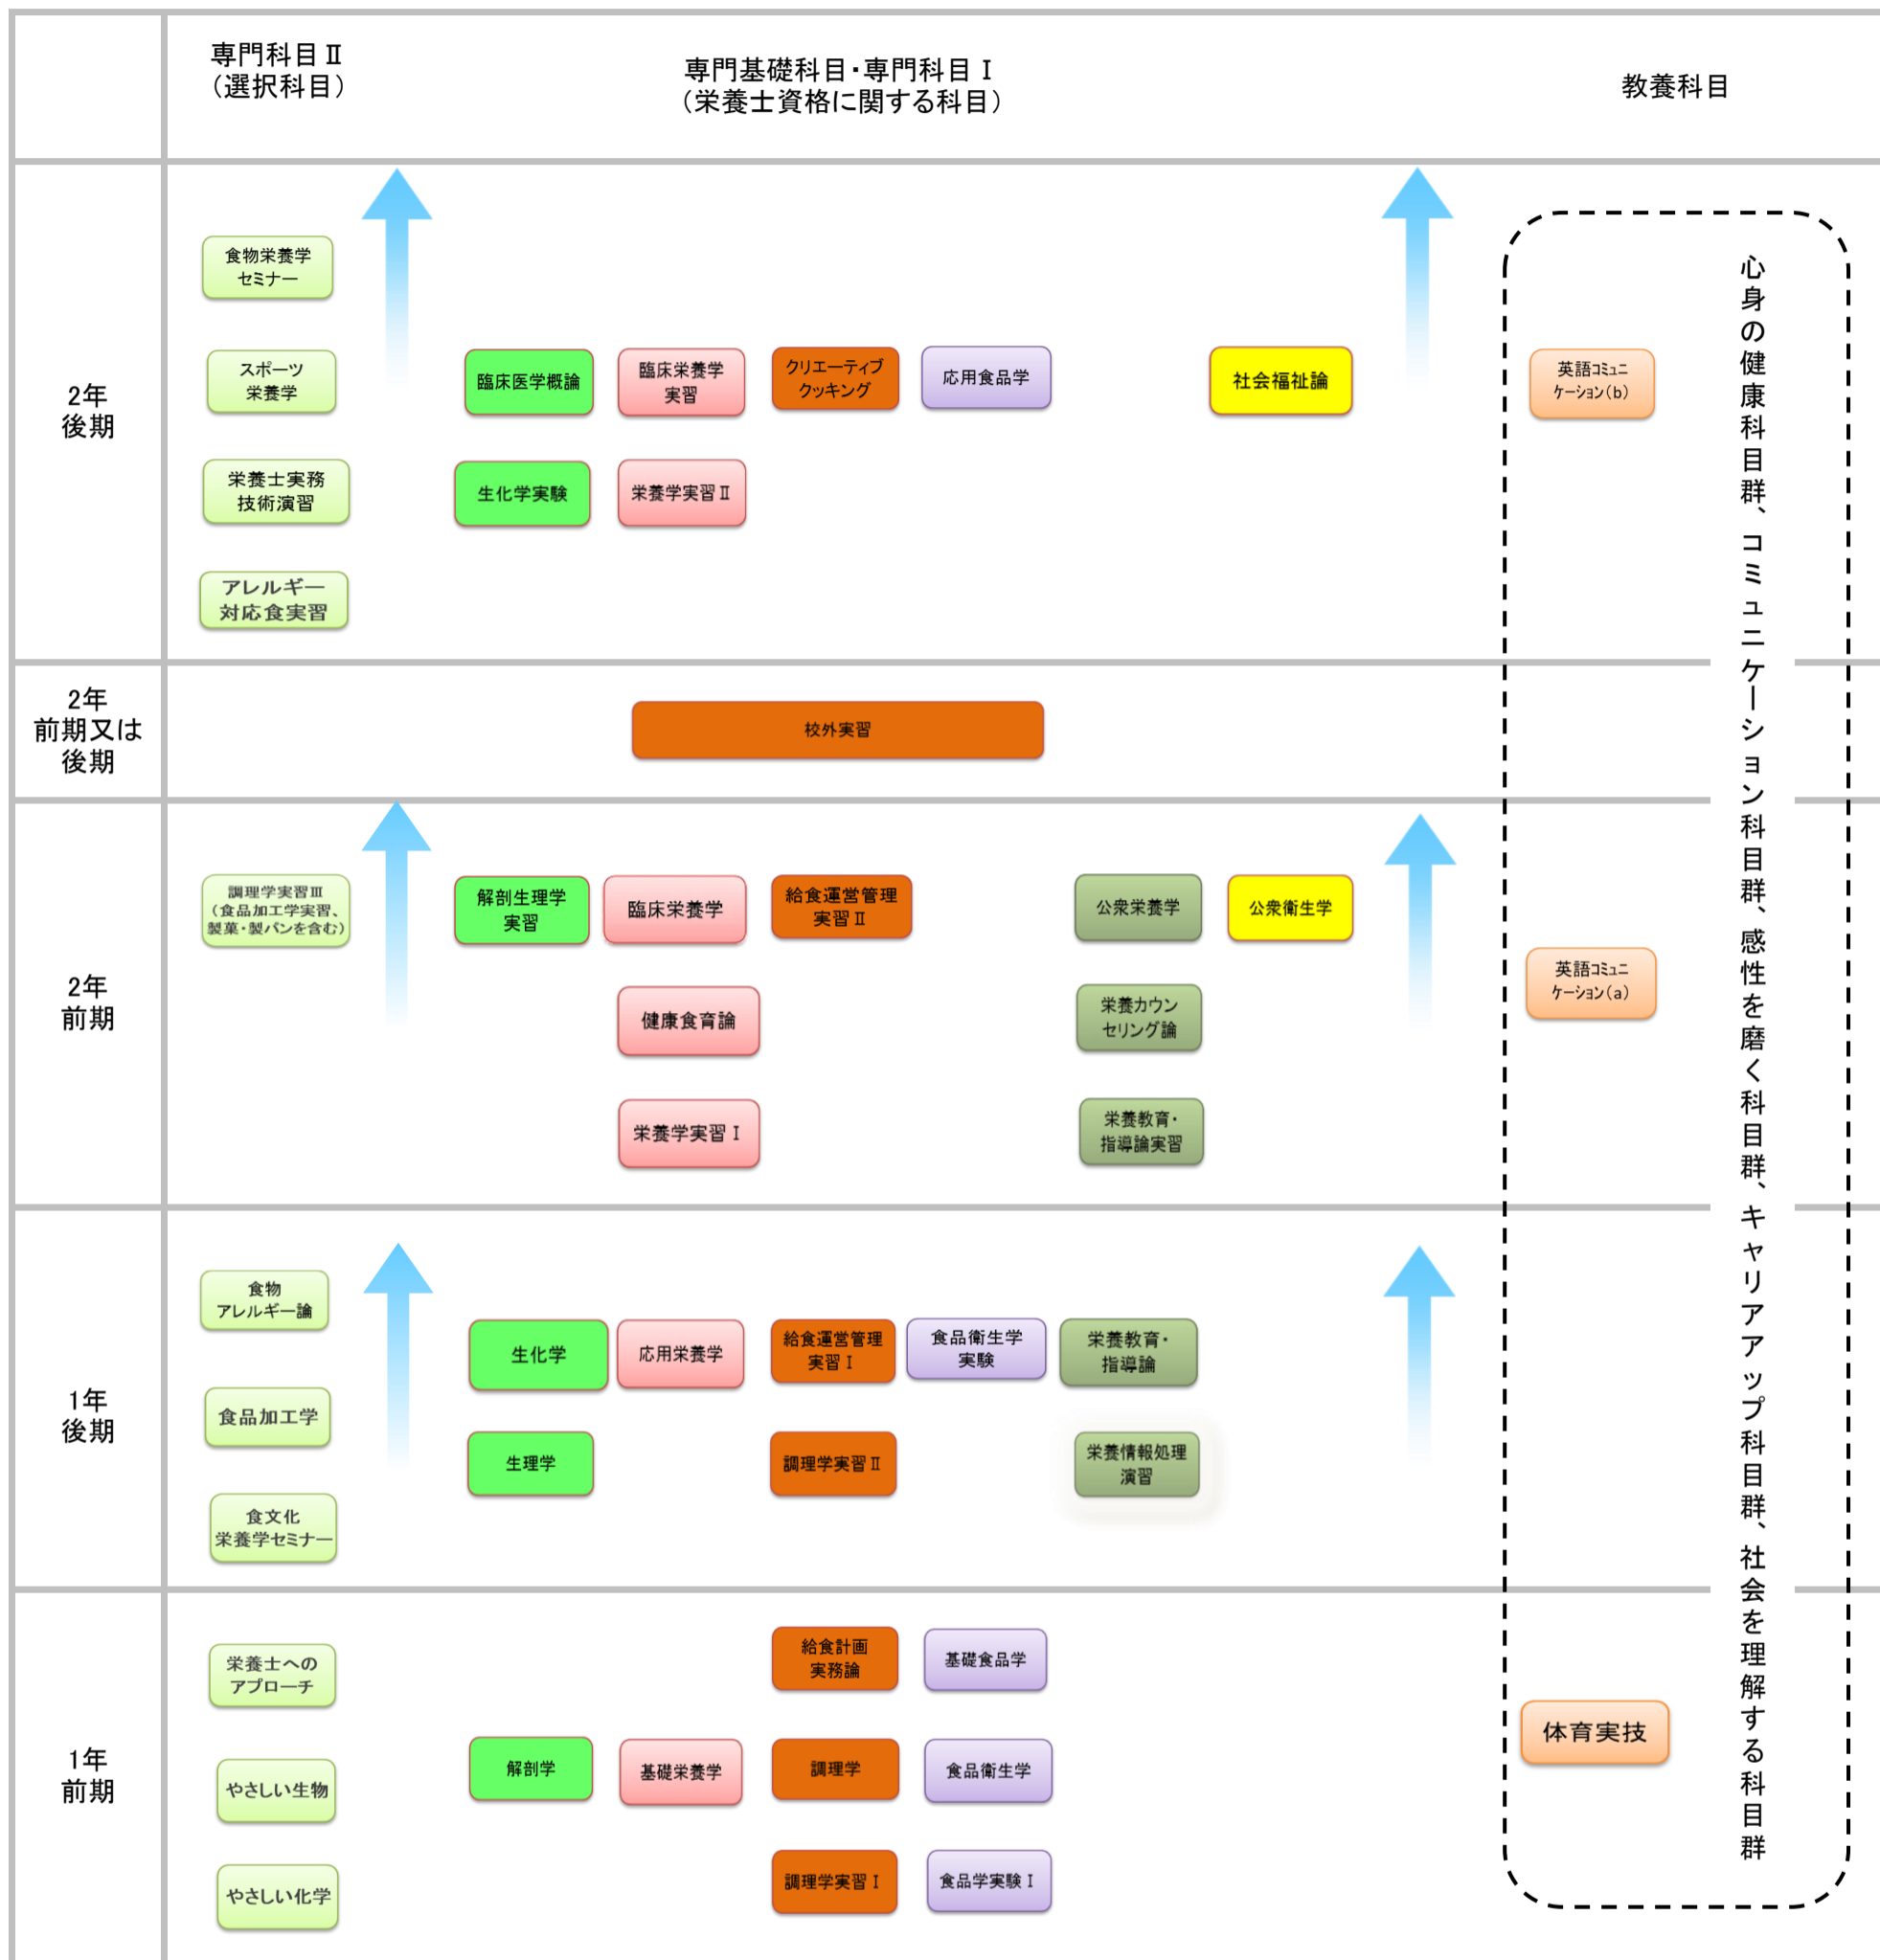 専門科目Ⅱ
（選択科目）
専門基礎科目・専門科目Ⅰ
（栄養士資格に関する科目）
教養科目
2年
後期
食物栄養学
セミナー
スポーツ
栄養学
栄養士実務
技術演習
アレルギー
対応食実習
臨床医学概論
臨床栄養学
実習
クリエーティブ
クッキング
応用食品学
社会福祉論
生化学実験
栄養学実習Ⅱ
英語コミュニ
ケーション（b）
心身の健康科目群、コミュニケーション科目群、感性を磨く科目群、キャリアアップ科目群、社会を理解する科目群
2年
前期又は
後期
校外実習
2年
前期
調理学実習Ⅲ
（食品加工学実習、
製菓・製パンを含む）
解剖生理学
実習
臨床栄養学
給食運営管理
実習Ⅱ
公衆栄養学
公衆衛生学
健康食育論
栄養カウン
セリング論
栄養学実習Ⅰ
栄養教育・
指導論実習
英語コミュニ
ケーション（a）
1年
後期
食物
アレルギー論
食品加工学
食文化
栄養学セミナー
生化学
応用栄養学
給食運営管理
実習Ⅰ
食品衛生学
実験
栄養教育・
指導論
生理学
調理学実習Ⅱ
栄養情報処理
演習
1年
前期
栄養士への
アプローチ
やさしい生物
やさしい化学
給食計画
実務論
基礎食品学
解剖学
基礎栄養学
調理学
食品衛生学
調理学実習Ⅰ
食品学実験Ⅰ
体育実技